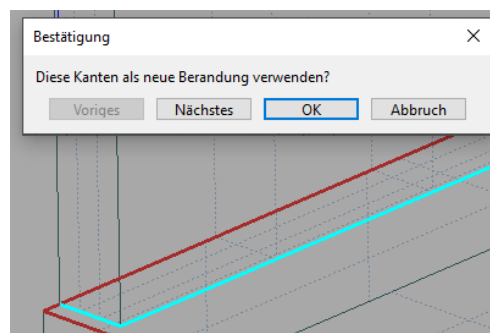 Bestätigung
Diese Kanten als neue Berandung verwenden?
Voriges Nächstes OK Abbruch